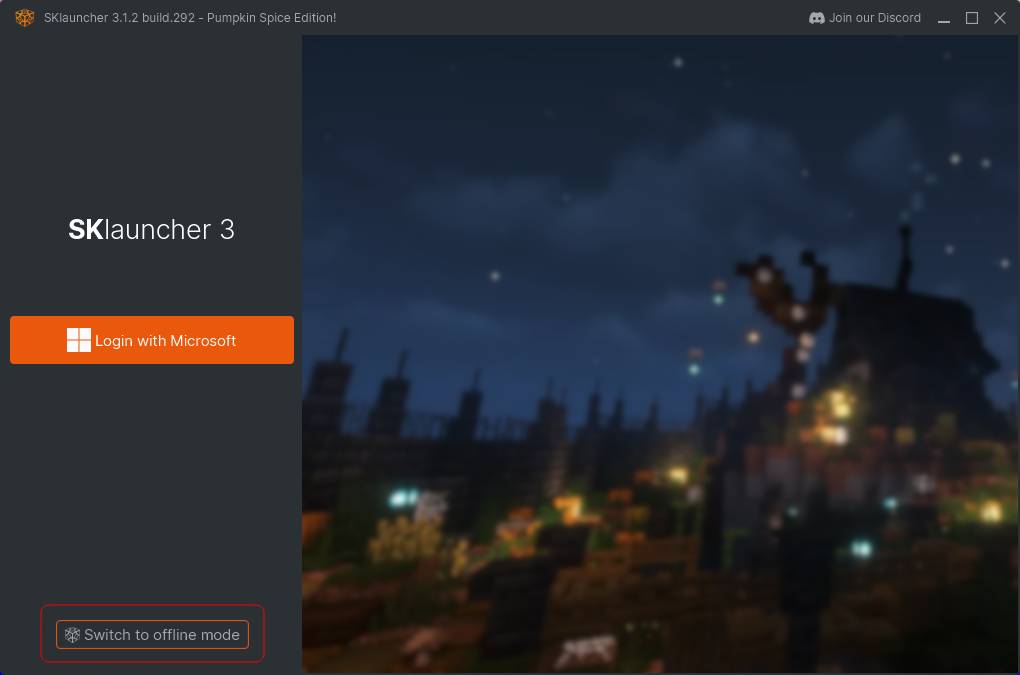 SKlauncher 3.1.2 build.292 - Pumpkin Spice Edition!
Join our Discord
SKlauncher 3
Login with Microsoft
Switch to offline mode